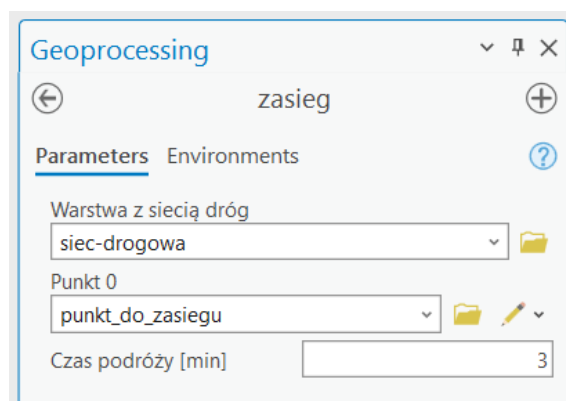 Geoprocessing
zasieg
Parameters Environments
Warstwa z siecią dróg
siec-drogowa
Punkt 0
punkt_do_zasiegu
Czas podróży [min] 3